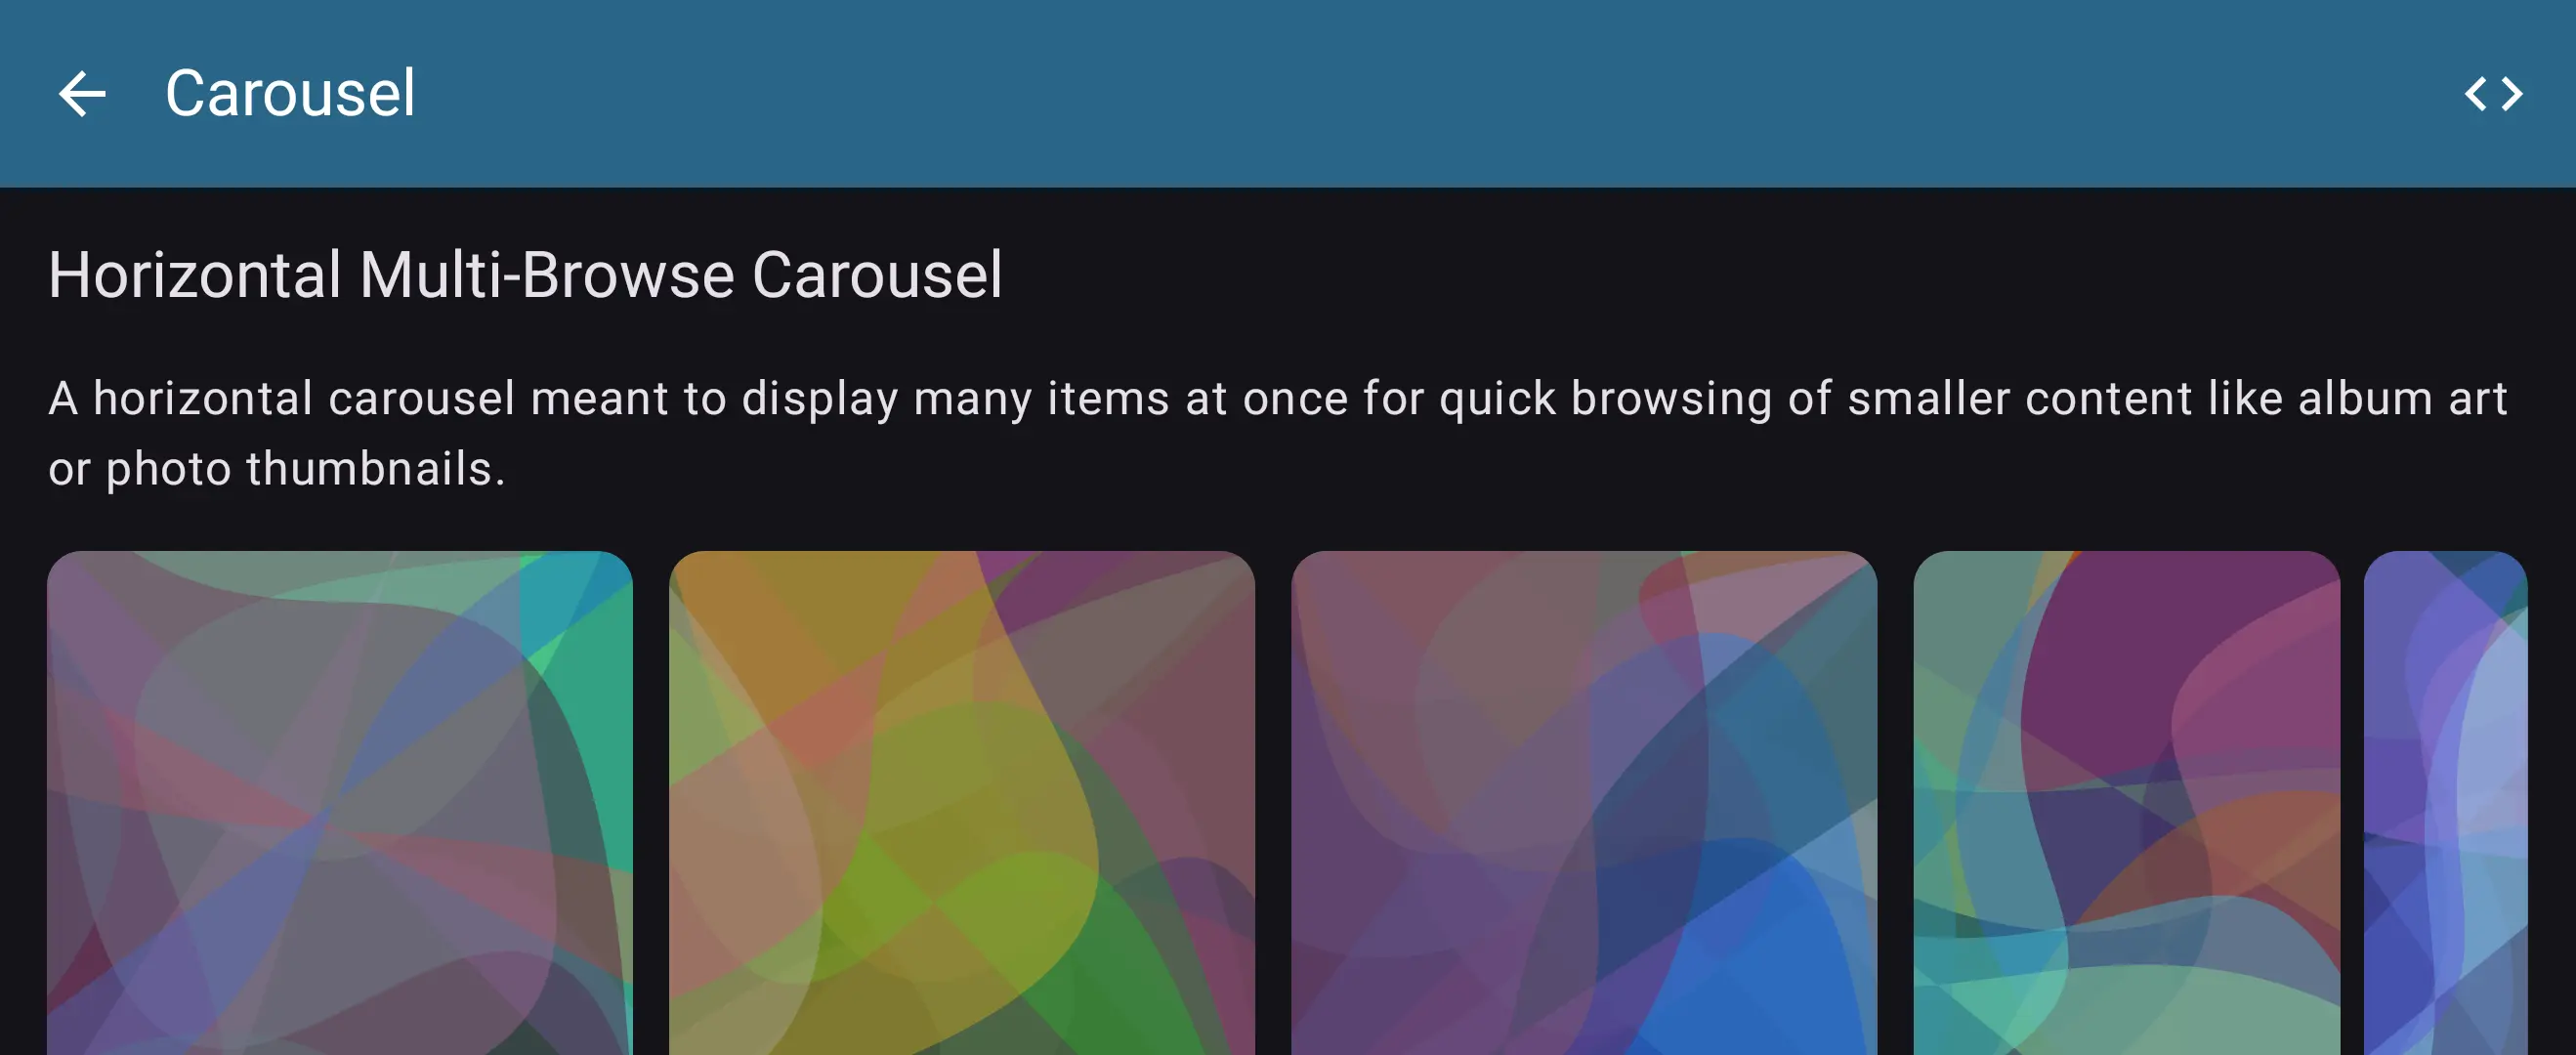 Carousel
Horizontal Multi-Browse Carousel
A horizontal carousel meant to display many items at once for quick browsing of smaller content like album art
or photo thumbnails.